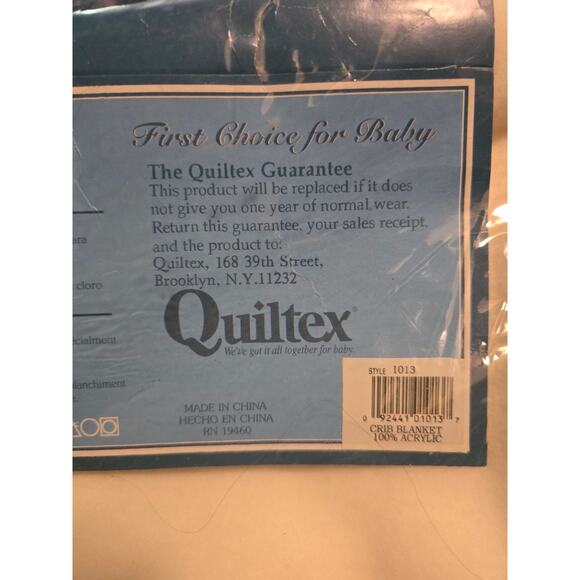 First Choice for Baby
The Quiltex Guarantee
This product will be replaced if it does
not give you one year of normal wear.
Return this guarantee, your sales receipt,
and the product to:
Quiltex, 168 39th Street,
Brooklyn, N.Y.11232
ara
cloro
ecialment
blanchiment
e.
Quiltex®
We've got it all together for baby.
MADE IN CHINA
HECHO EN CHINA
RN 19460
STYLE 1013
0 92441 01013 7
CRIB BLANKET
100% ACRYLIC